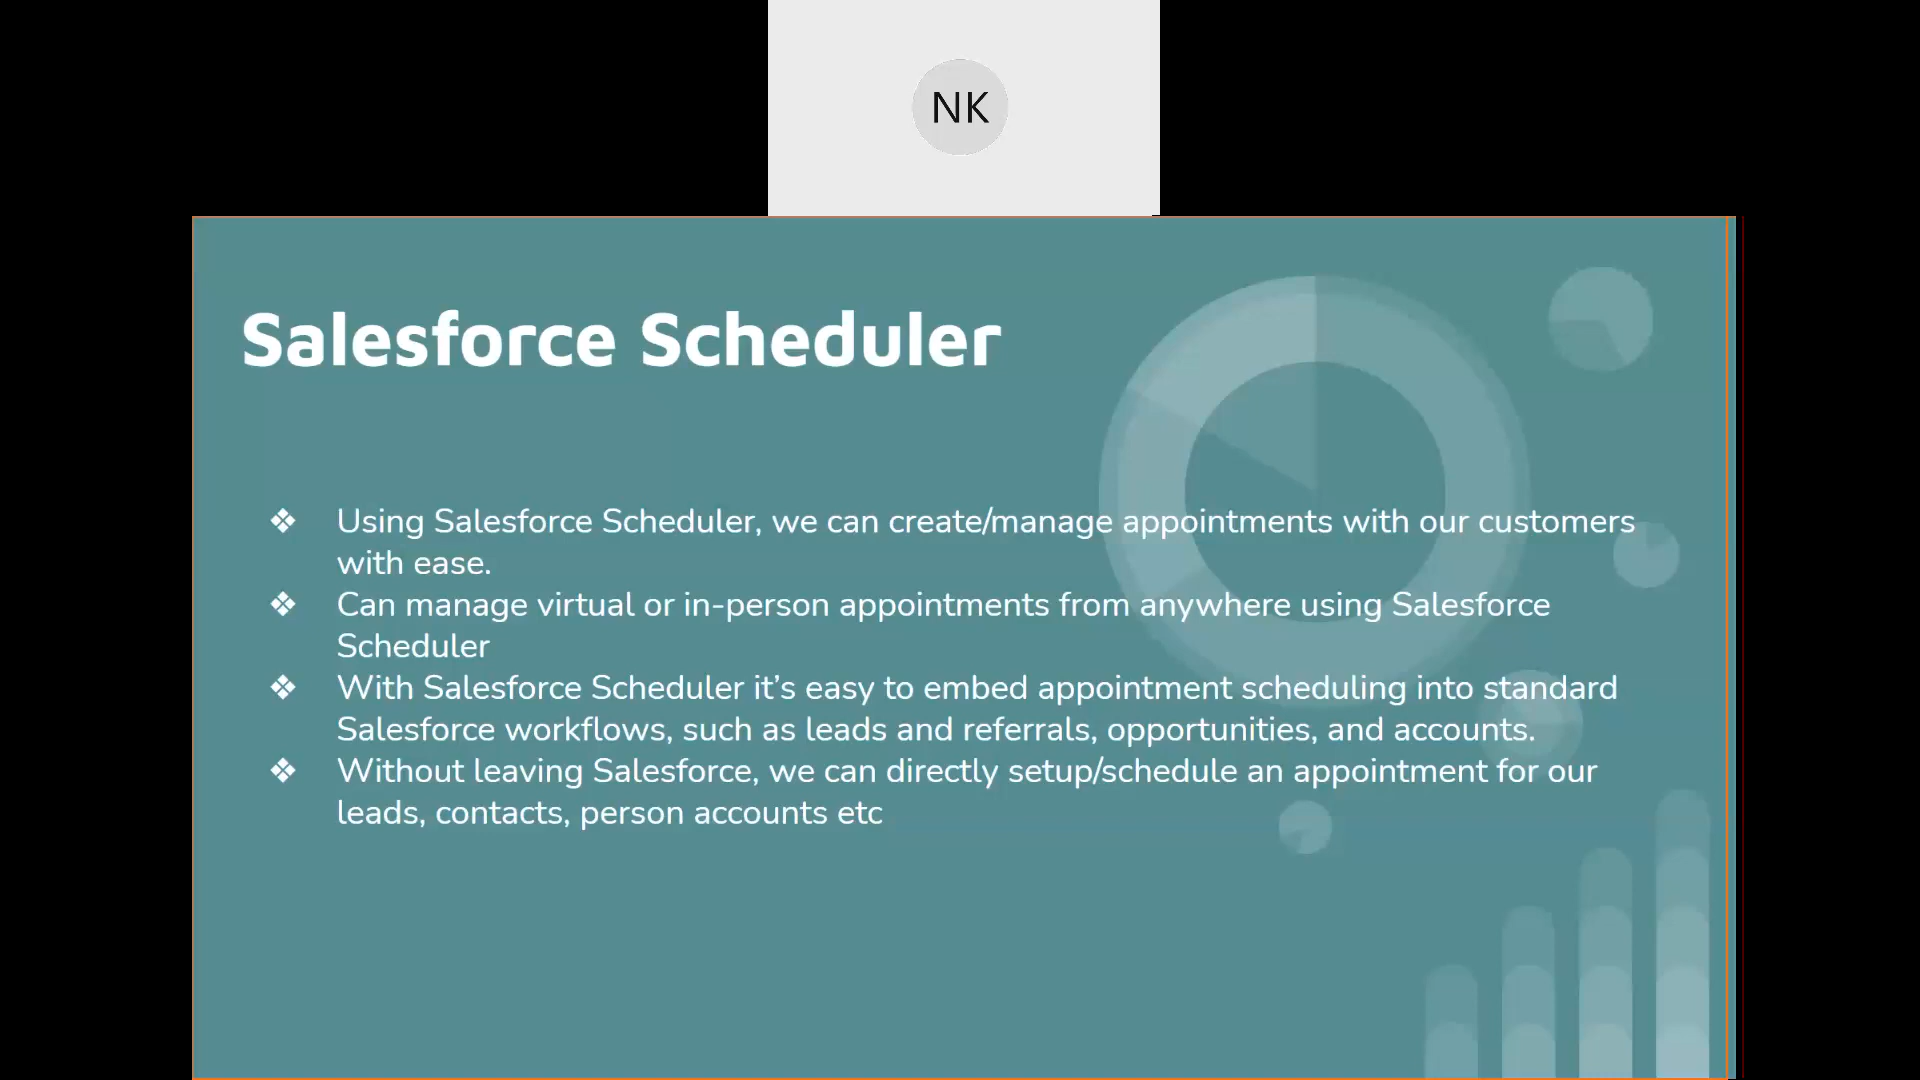 NK
Salesforce Scheduler
❖ Using Salesforce Scheduler, we can create/manage appointments with our customers
with ease.
❖ Can manage virtual or in-person appointments from anywhere using Salesforce
Scheduler
❖ With Salesforce Scheduler it’s easy to embed appointment scheduling into standard
Salesforce workflows, such as leads and referrals, opportunities, and accounts.
❖ Without leaving Salesforce, we can directly setup/schedule an appointment for our
leads, contacts, person accounts etc